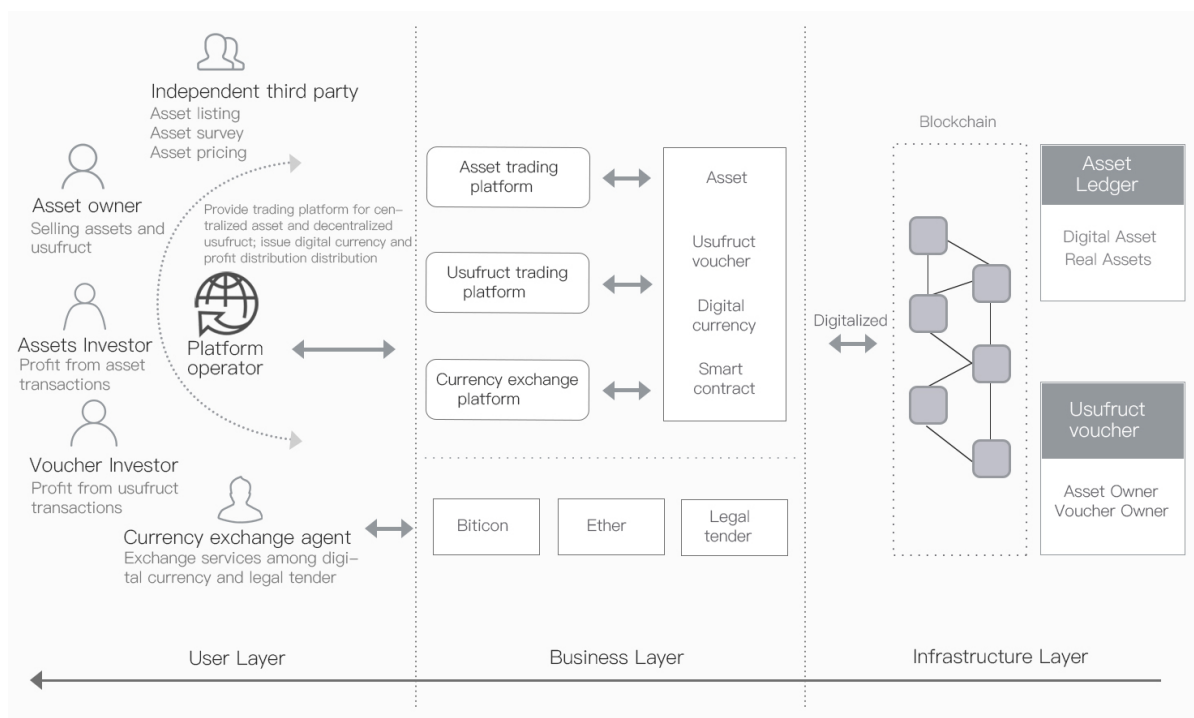 Independent third party
Asset listing
Asset survey
Asset pricing
Asset owner
Selling assets and
usufruct
Provide trading platform for cen-
tralized asset and decentralized
usufruct; issue digital currency and
profit distribution distribution
Assets Investor
Profit from asset
transactions
Platform
operator
Voucher Investor
Profit from usufruct
transactions
Currency exchange agent
Exchange services among digi-
tal currency and legal tender
Asset trading
platform
Usufruct trading
platform
Currency exchange
platform
Asset
Usufruct
voucher
Digital
currency
Smart
contract
Biticon
Ether
Legal
tender
Digitalized
Blockchain
Asset
Ledger
Digital Asset
Real Assets
Usufruct
voucher
Asset Owner
Voucher Owner
User Layer
Business Layer
Infrastructure Layer